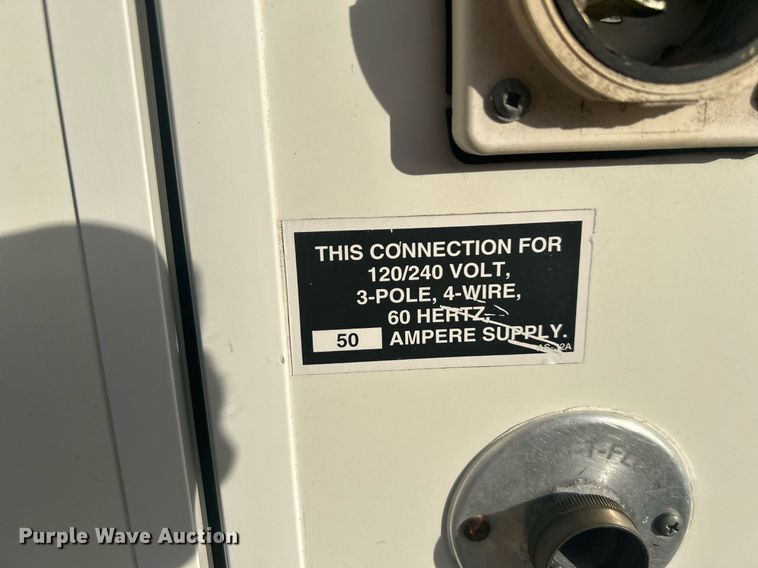 THIS CONNECTION FOR
120/240 VOLT,
3-POLE, 4-WIRE,
60 HERTZ,
50 AMPERE SUPPLY.
Purple Wave Auction